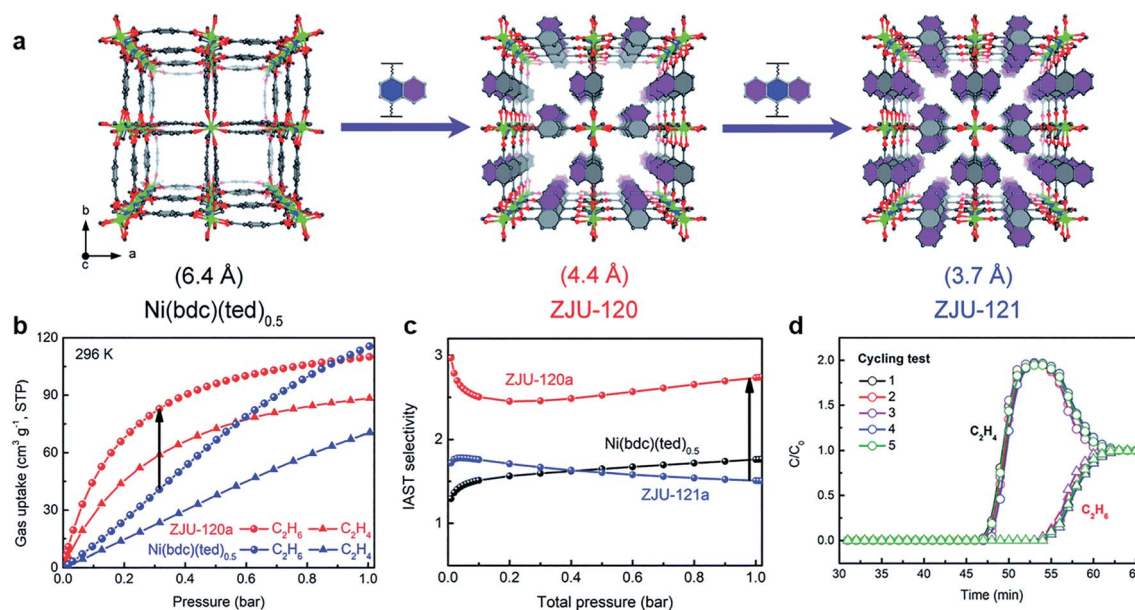 a
b
a
c
(6.4 Å)
Ni(bdc)(ted)0.5
(4.4 Å)
ZJU-120
(3.7 Å)
ZJU-121
b
296 K
120
90
60
30
0
0.0 0.2 0.4 0.6 0.8 1.0
Gas uptake (cm³ g⁻¹, STP)
Pressure (bar)
ZJU-120a C2H6 C2H4
Ni(bdc)(ted)0.5 C2H6 C2H4
c
3
2
1
0
0.0 0.2 0.4 0.6 0.8 1.0
IAST selectivity
Total pressure (bar)
ZJU-120a
Ni(bdc)(ted)0.5
ZJU-121a
d
Cycling test
1
2
3
4
5
C2H4
C2H6
2.0
1.5
1.0
0.5
0.0
30 35 40 45 50 55 60 65
C/C0
Time (min)